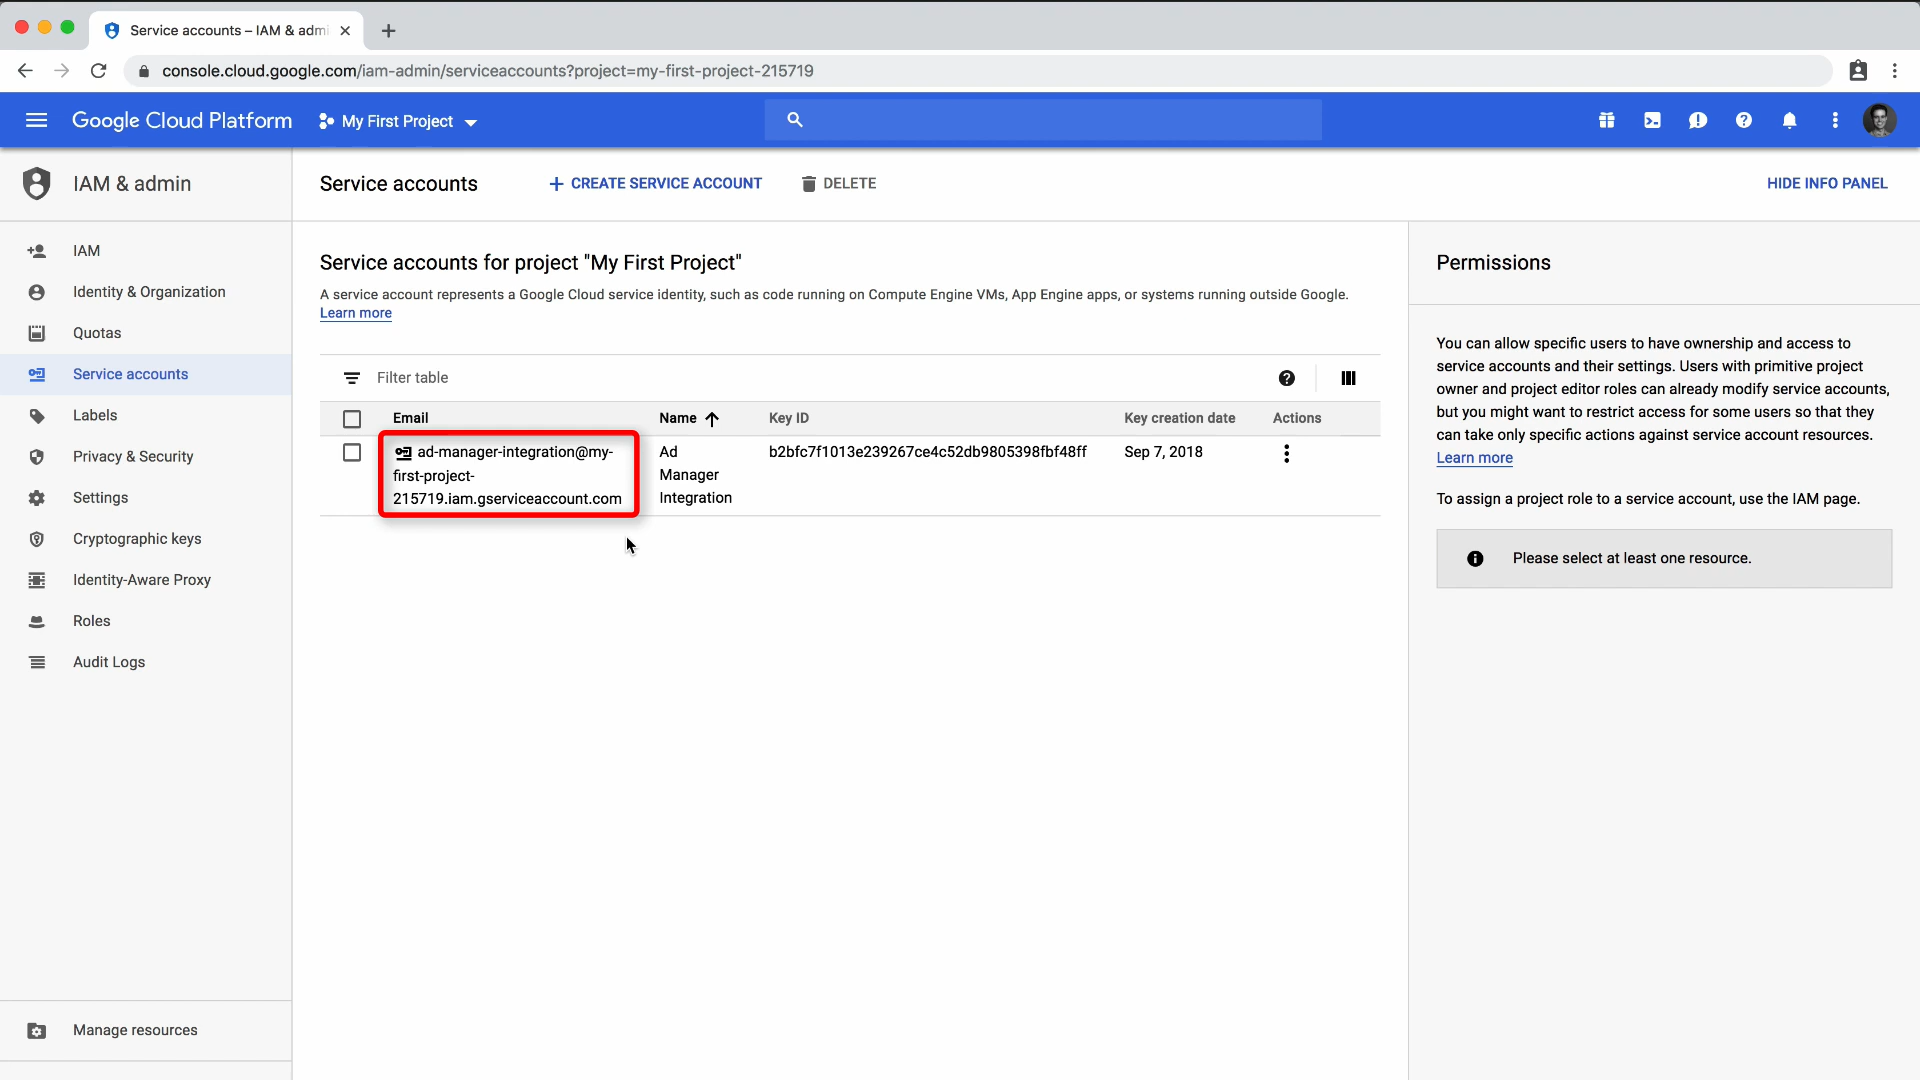 Service accounts – IAM & admi
console.cloud.google.com/iam-admin/serviceaccounts?project=my-first-project-215719
Google Cloud Platform
My First Project
IAM & admin
Service accounts
CREATE SERVICE ACCOUNT
DELETE
HIDE INFO PANEL
IAM
Identity & Organization
Quotas
Service accounts
Labels
Privacy & Security
Settings
Cryptographic keys
Identity-Aware Proxy
Roles
Audit Logs
Manage resources
Service accounts for project "My First Project"
A service account represents a Google Cloud service identity, such as code running on Compute Engine VMs, App Engine apps, or systems running outside Google.
Learn more
Filter table
Email Name Key ID Key creation date Actions
ad-manager-integration@my-
first-project-
215719.iam.gserviceaccount.com
Ad
Manager
Integration
b2bfc7f1013e239267ce4c52db9805398fbf48ff
Sep 7, 2018
Permissions
You can allow specific users to have ownership and access to
service accounts and their settings. Users with primitive project
owner and project editor roles can already modify service accounts,
but you might want to restrict access for some users so that they
can take only specific actions against service account resources.
Learn more
To assign a project role to a service account, use the IAM page.
Please select at least one resource.